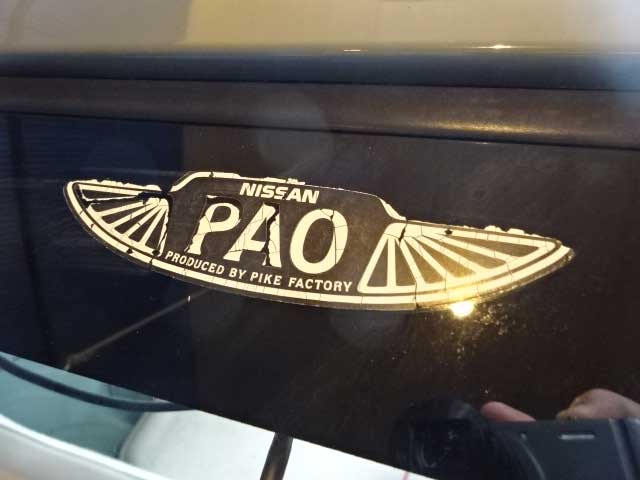 NISSAN
PAO
PRODUCED BY PIKE FACTORY